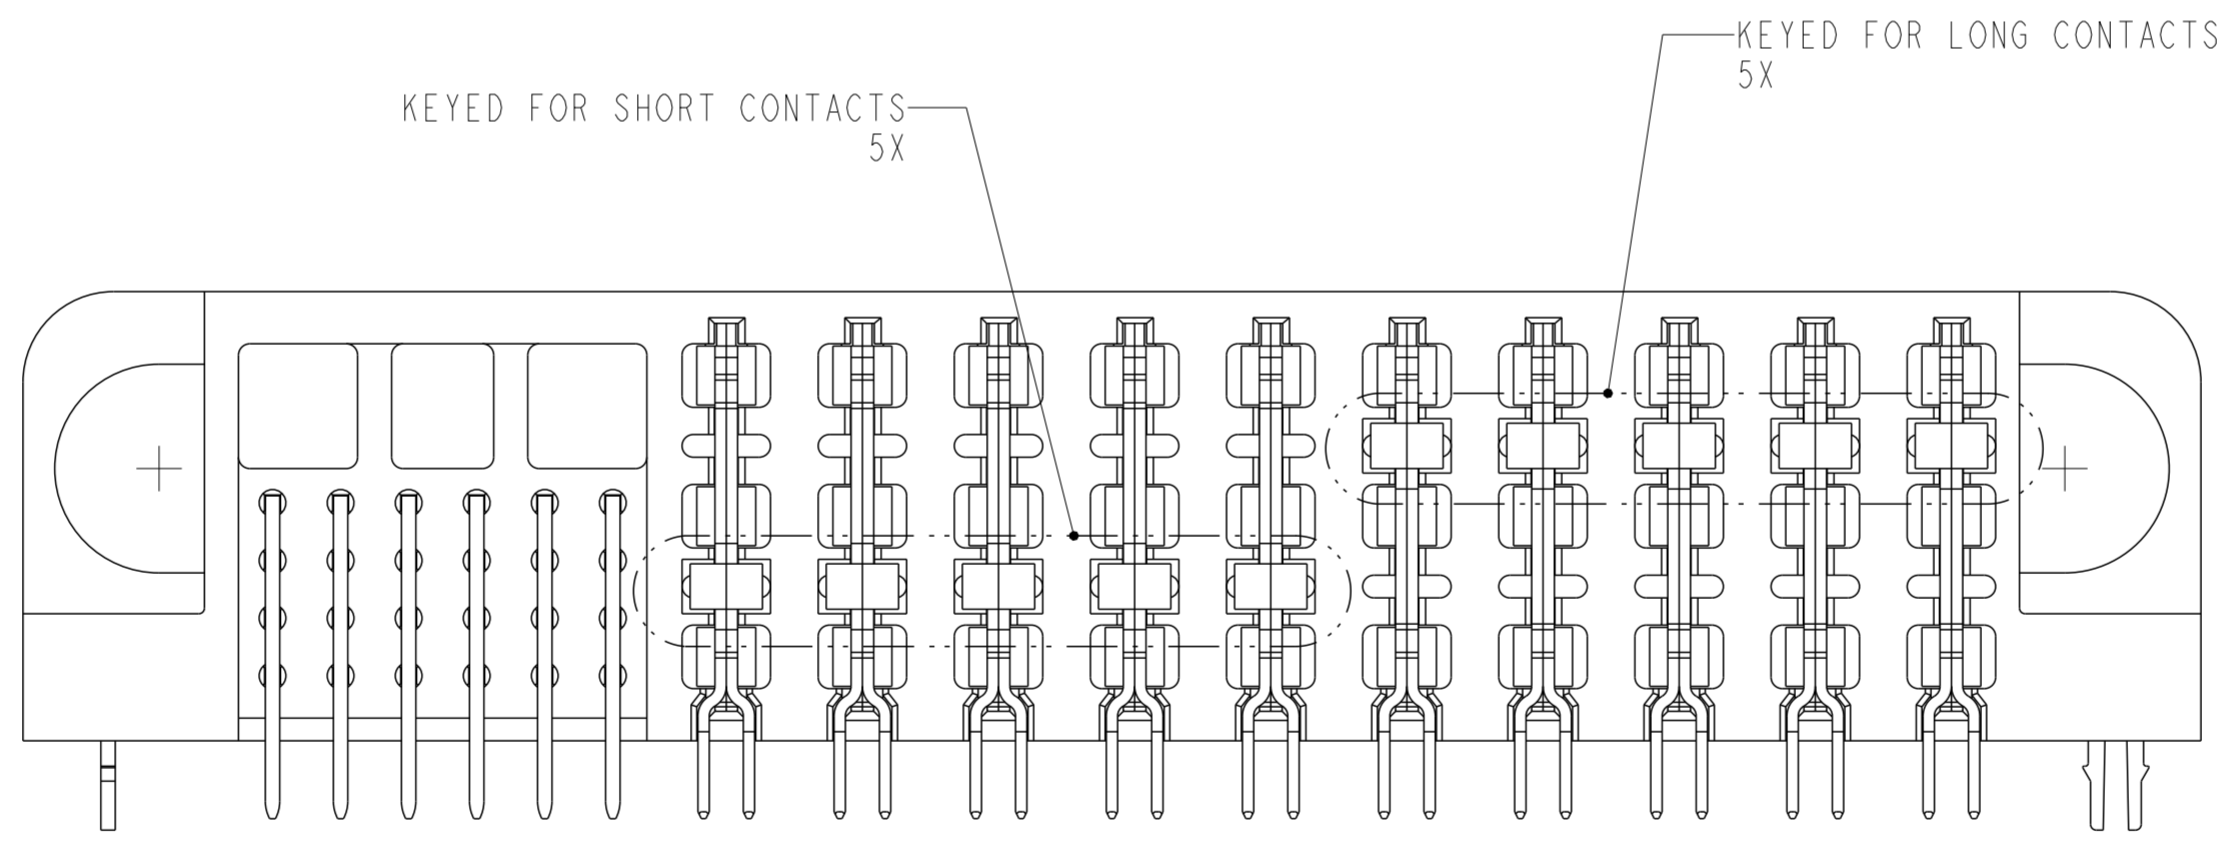 KEYED FOR LONG CONTACTS
5X
KEYED FOR SHORT CONTACTS
5X